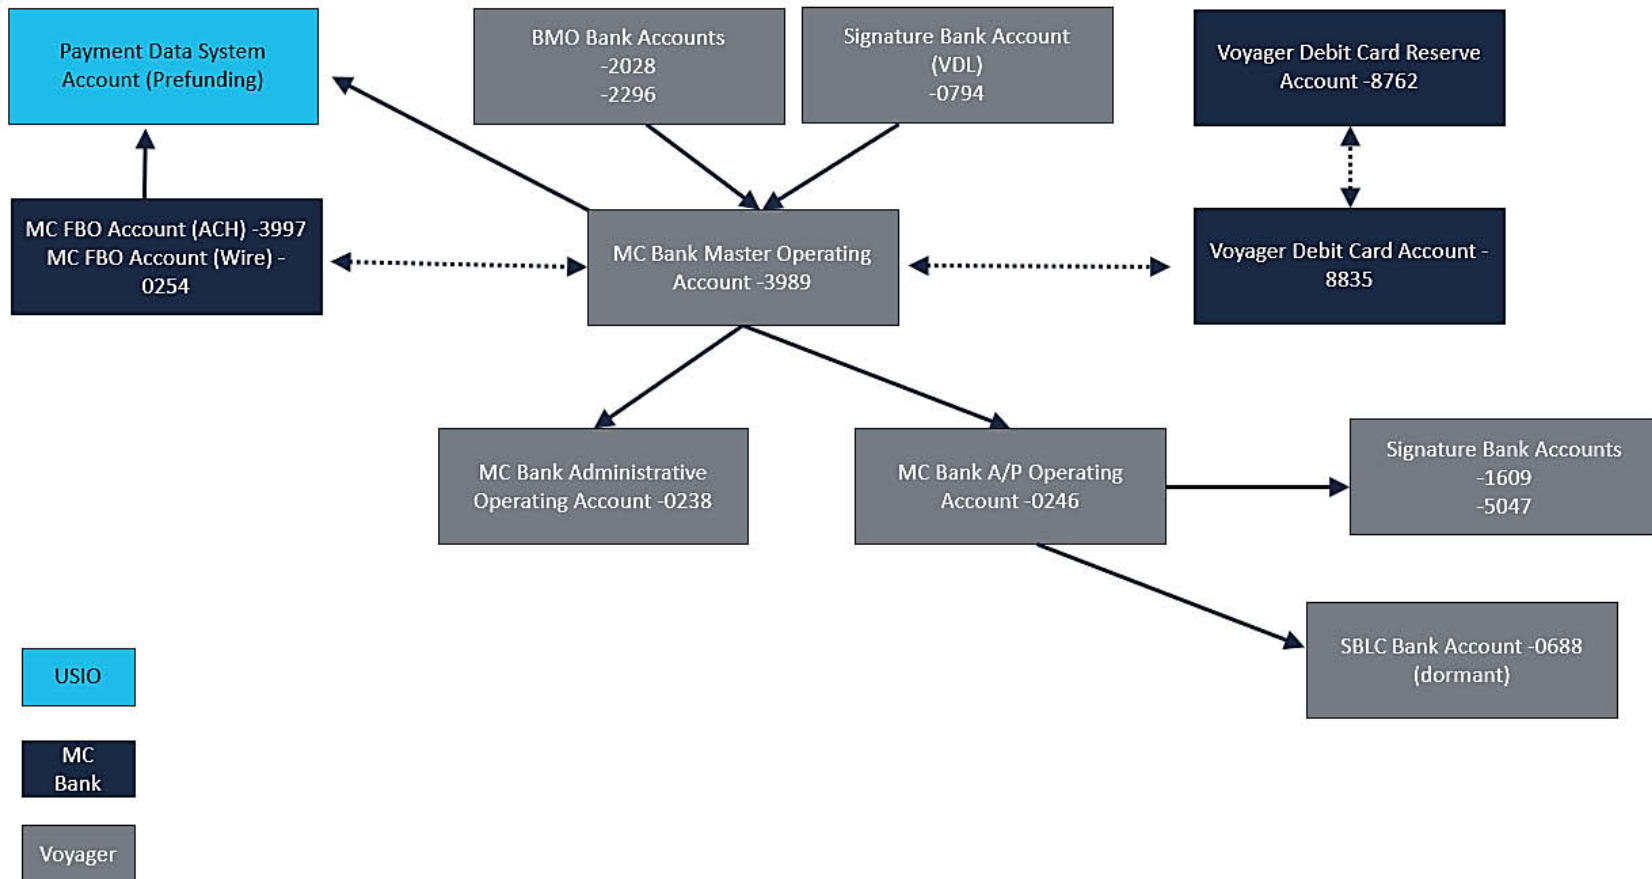 Payment Data System
Account (Prefunding)
BMO Bank Accounts
-2028
-2296
Signature Bank Account
(VDL)
-0794
Voyager Debit Card Reserve
Account -8762
MC FBO Account (ACH) -3997
MC FBO Account (Wire) -
0254
MC Bank Master Operating
Account -3989
Voyager Debit Card Account -
8835
MC Bank Administrative
Operating Account -0238
MC Bank A/P Operating
Account -0246
Signature Bank Accounts
-1609
-5047
SBLC Bank Account -0688
(dormant)
USIO
MC
Bank
Voyager